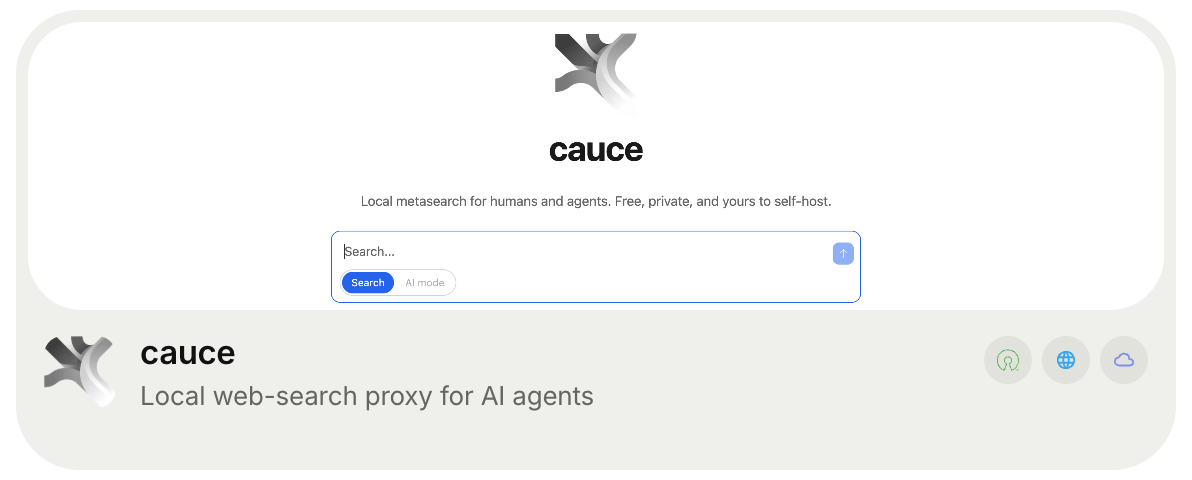 cauce
Local metasearch for humans and agents. Free, private, and yours to self-host.
Search...
Search AI mode
cauce
Local web-search proxy for AI agents